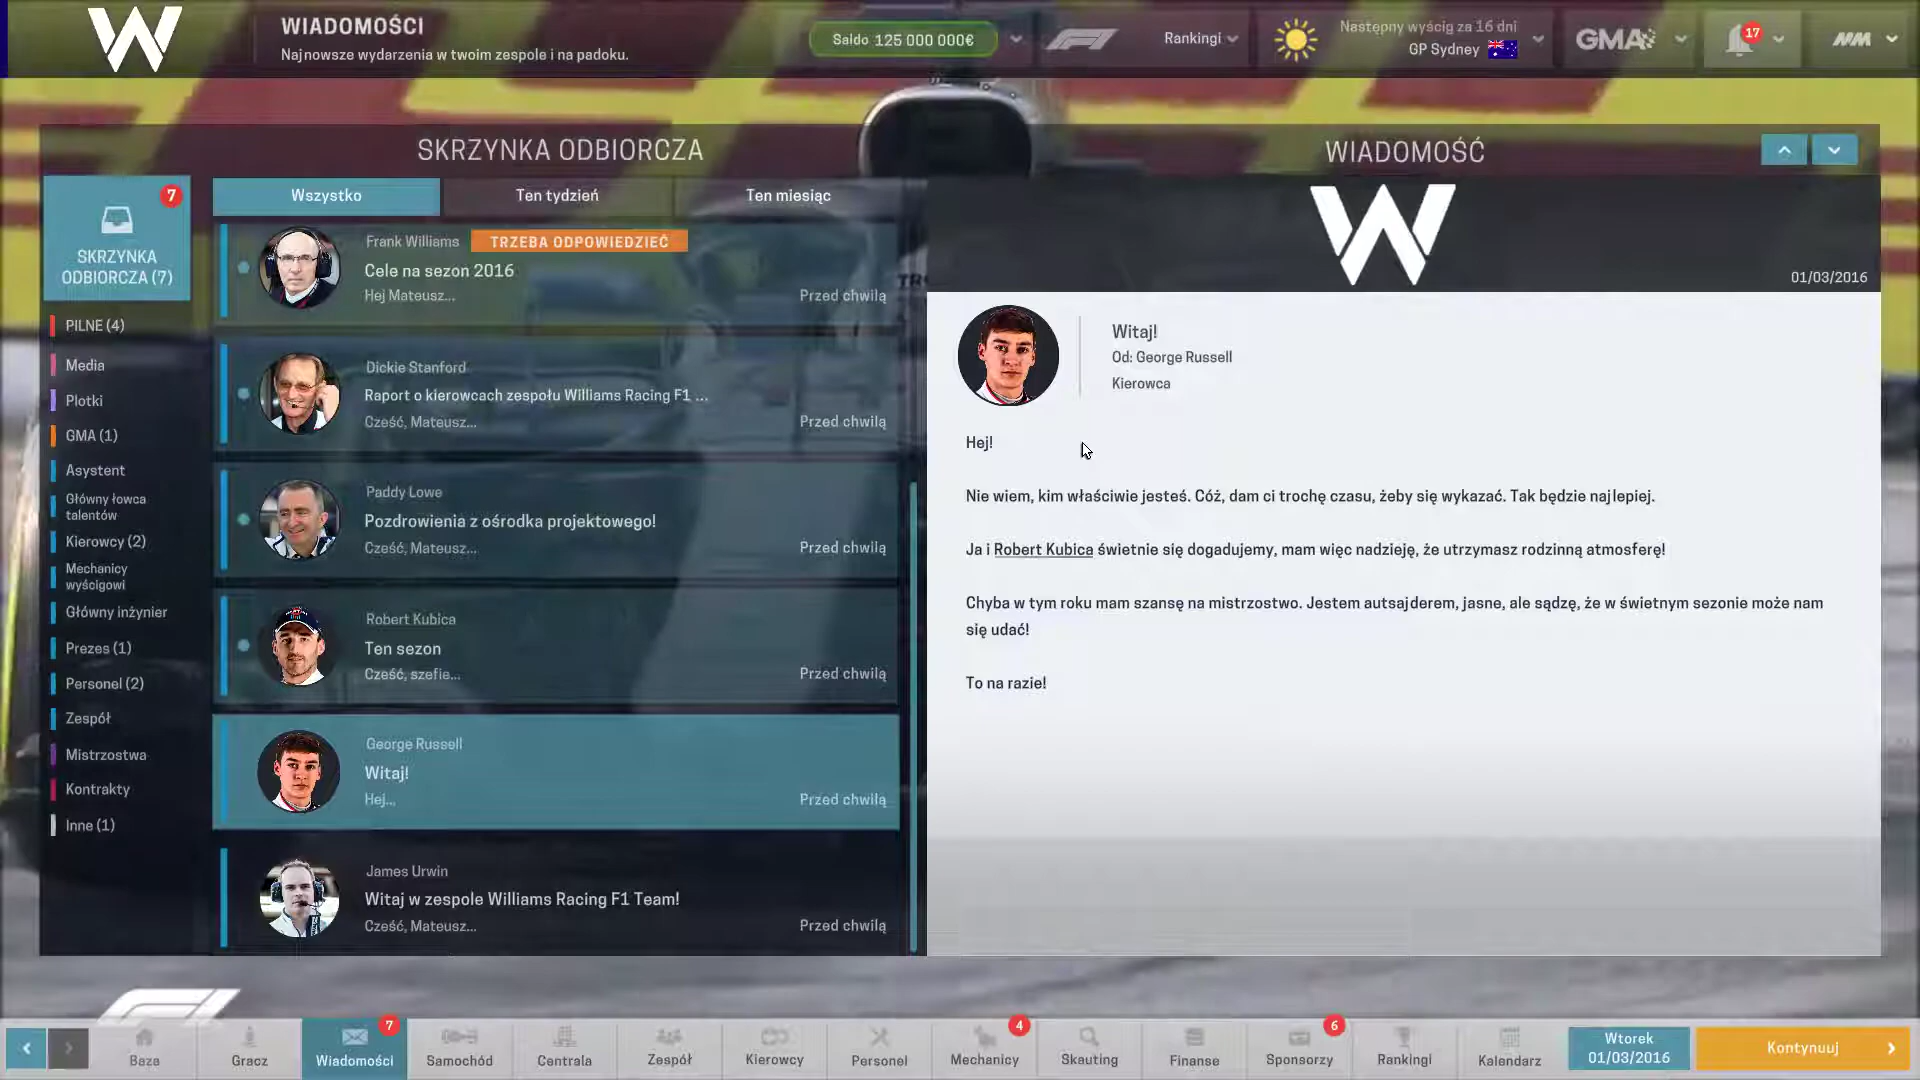 WIADOMOŚCI
Najnowsze wydarzenia w twoim zespole i na padoku.
Saldo 125 000 000€
Rankingi
Następny wyścig za 16 dni
GP Sydney
GMA
17
SKRZYNKA ODBIORCZA
WIADOMOŚĆ
7
SKRZYNKA
ODBIORCZA (7)
PILNE (4)
Media
Plotki
GMA (1)
Asystent
Główny łowca
talentów
Kierowcy (2)
Mechanicy
wyścigowi
Główny inżynier
Prezes (1)
Personel (2)
Zespół
Mistrzostwa
Kontrakty
Inne (1)
Wszystko
Ten tydzień
Ten miesiąc
Frank Williams
TRZEBA ODPOWIEDZIEĆ
Cele na sezon 2016
Hej Mateusz...
Przed chwilą
Dickie Stanford
Raport o kierowcach zespołu Williams Racing F1 ...
Cześć, Mateusz...
Przed chwilą
Paddy Lowe
Pozdrowienia z ośrodka projektowego!
Cześć, Mateusz...
Przed chwilą
Robert Kubica
Ten sezon
Cześć, szefie...
Przed chwilą
George Russell
Witaj!
Hej...
Przed chwilą
James Urwin
Witaj w zespole Williams Racing F1 Team!
Cześć, Mateusz...
Przed chwilą
W
01/03/2016
Witaj!
Od: George Russell
Kierowca
Hej!
Nie wiem, kim właściwie jesteś. Cóż, dam ci trochę czasu, żeby się wykazać. Tak będzie najlepiej.
Ja i Robert Kubica świetnie się dogadujemy, mam więc nadzieję, że utrzymasz rodzinną atmosferę!
Chyba w tym roku mam szansę na mistrzostwo. Jestem autsajderem, jasne, ale sądzę, że w świetnym sezonie może nam
się udać!
To na razie!
Baza
Gracz
Wiadomości
7
Samochód
Centrala
Zespół
Kierowcy
Personel
Mechanicy
4
Skauting
Finanse
Sponsorzy
6
Rankingi
Kalendarz
Wtorek
01/03/2016
Kontynuuj